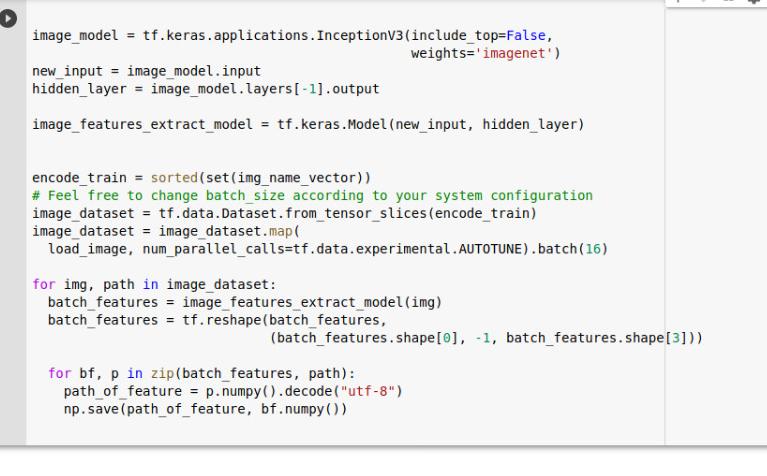 image_model = tf.keras.applications.InceptionV3(include_top=False,
                                                weights='imagenet')
new_input = image_model.input
hidden_layer = image_model.layers[-1].output

image_features_extract_model = tf.keras.Model(new_input, hidden_layer)


encode_train = sorted(set(img_name_vector))
# Feel free to change batch_size according to your system configuration
image_dataset = tf.data.Dataset.from_tensor_slices(encode_train)
image_dataset = image_dataset.map(
  load_image, num_parallel_calls=tf.data.experimental.AUTOTUNE).batch(16)

for img, path in image_dataset:
  batch_features = image_features_extract_model(img)
  batch_features = tf.reshape(batch_features,
                              (batch_features.shape[0], -1, batch_features.shape[3]))

  for bf, p in zip(batch_features, path):
    path_of_feature = p.numpy().decode("utf-8")
    np.save(path_of_feature, bf.numpy())